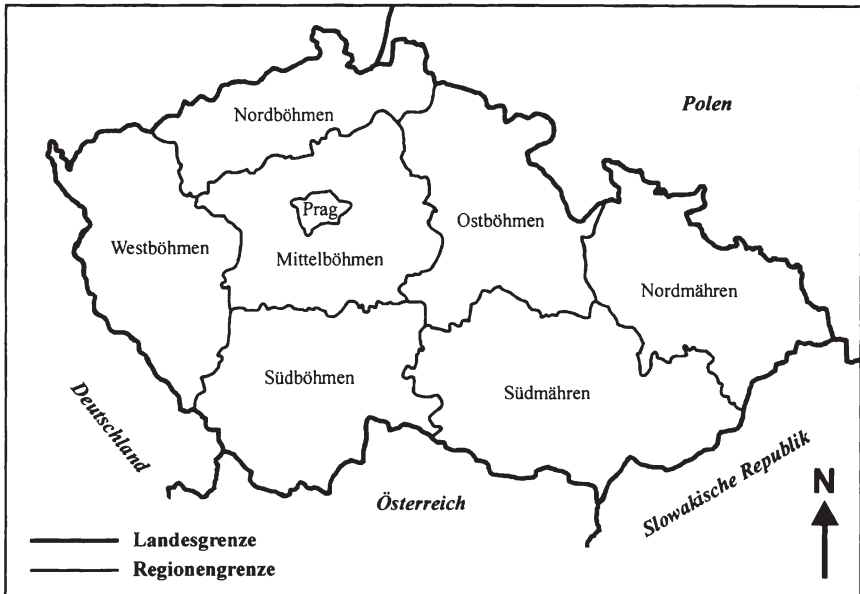 Nordböhmen
Polen
Prag
Westböhmen
Ostböhmen
Mittelböhmen
Nordmähren
Südböhmen
Südmähren
Deutschland
Österreich
Slowakische Republik
N
Landesgrenze
Regionengrenze